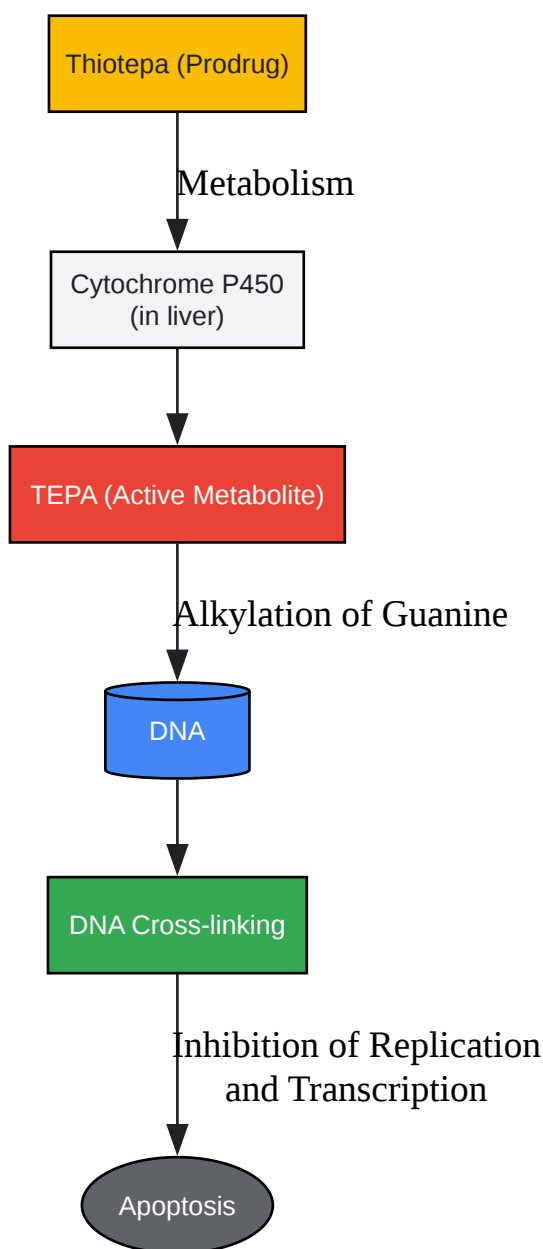 Thiotepa (Prodrug)
Metabolism
Cytochrome P450
(in liver)
TEPA (Active Metabolite)
Alkylation of Guanine
DNA
DNA Cross-linking
Inhibition of Replication
and Transcription
Apoptosis